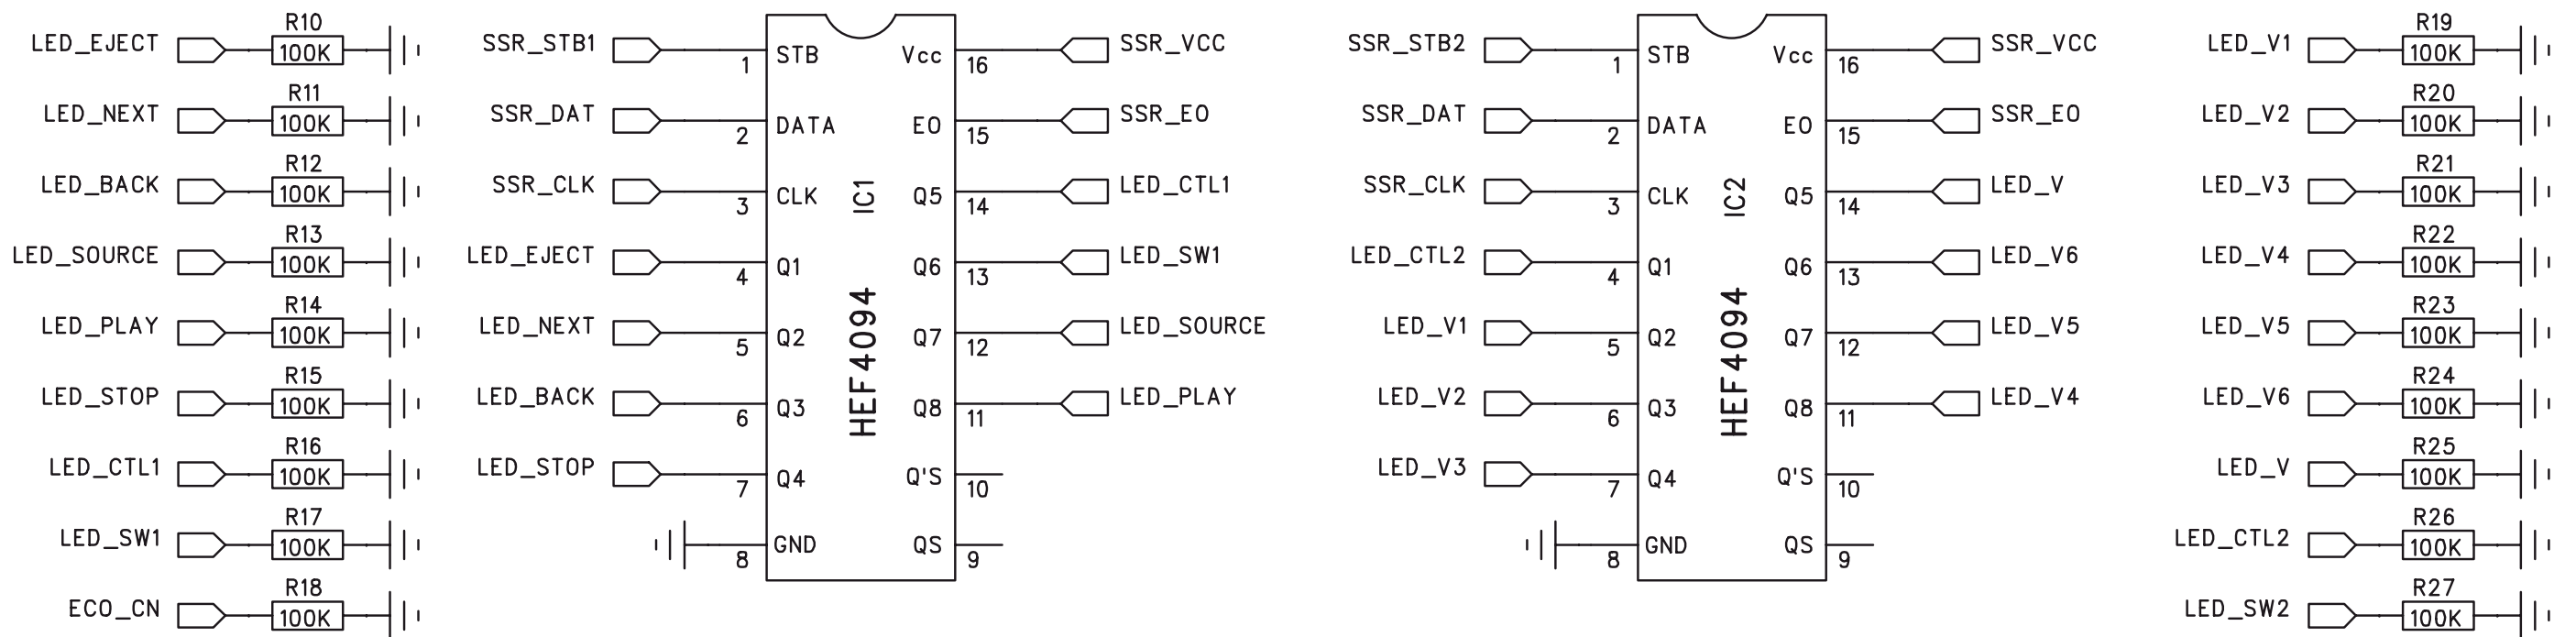 R10
LED_EJECT 100K
R11
LED_NEXT 100K
R12
LED_BACK 100K
R13
LED_SOURCE 100K
R14
LED_PLAY 100K
R15
LED_STOP 100K
R16
LED_CTL1 100K
R17
LED_SW1 100K
R18
ECO_CN 100K
SSR_STB1 1 STB Vcc 16 SSR_VCC
SSR_DAT 2 DATA EO 15 SSR_EO
SSR_CLK 3 CLK Q5 14 LED_CTL1
LED_EJECT 4 Q1 Q6 13 LED_SW1
LED_NEXT 5 Q2 Q7 12 LED_SOURCE
LED_BACK 6 Q3 Q8 11 LED_PLAY
LED_STOP 7 Q4 Q'S 10
8 GND QS 9
IC1
HEF4094
SSR_STB2 1 STB Vcc 16 SSR_VCC
SSR_DAT 2 DATA EO 15 SSR_EO
SSR_CLK 3 CLK Q5 14 LED_V
LED_CTL2 4 Q1 Q6 13 LED_V6
LED_V1 5 Q2 Q7 12 LED_V5
LED_V2 6 Q3 Q8 11 LED_V4
LED_V3 7 Q4 Q'S 10
8 GND QS 9
IC2
HEF4094
R19
LED_V1 100K
R20
LED_V2 100K
R21
LED_V3 100K
R22
LED_V4 100K
R23
LED_V5 100K
R24
LED_V6 100K
R25
LED_V 100K
R26
LED_CTL2 100K
R27
LED_SW2 100K